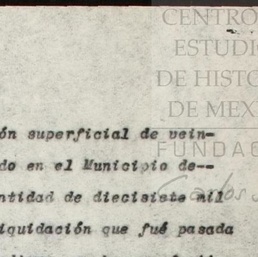 CENTRO
ESTUDIO
DE HISTO
DE MEX
FUNDAC
Carlos
ón superficial de vein-
do en el Municipio de--
ntidad de diecisiete mil
iquidación que fué pasada